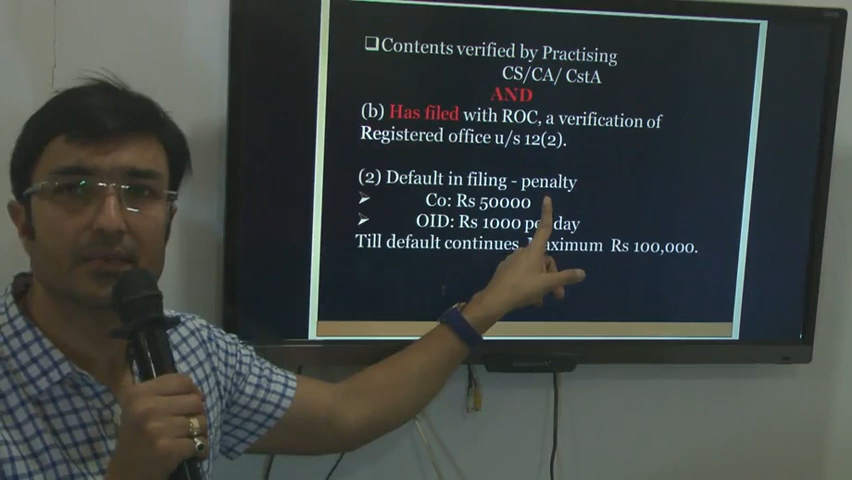 ❑Contents verified by Practising
CS/CA/ CstA
AND
(b) Has filed with ROC, a verification of
Registered office u/s 12(2).
(2) Default in filing - penalty
➢ Co: Rs 50000
➢ OID: Rs 1000 per day
Till default continues. Maximum Rs 100,000.